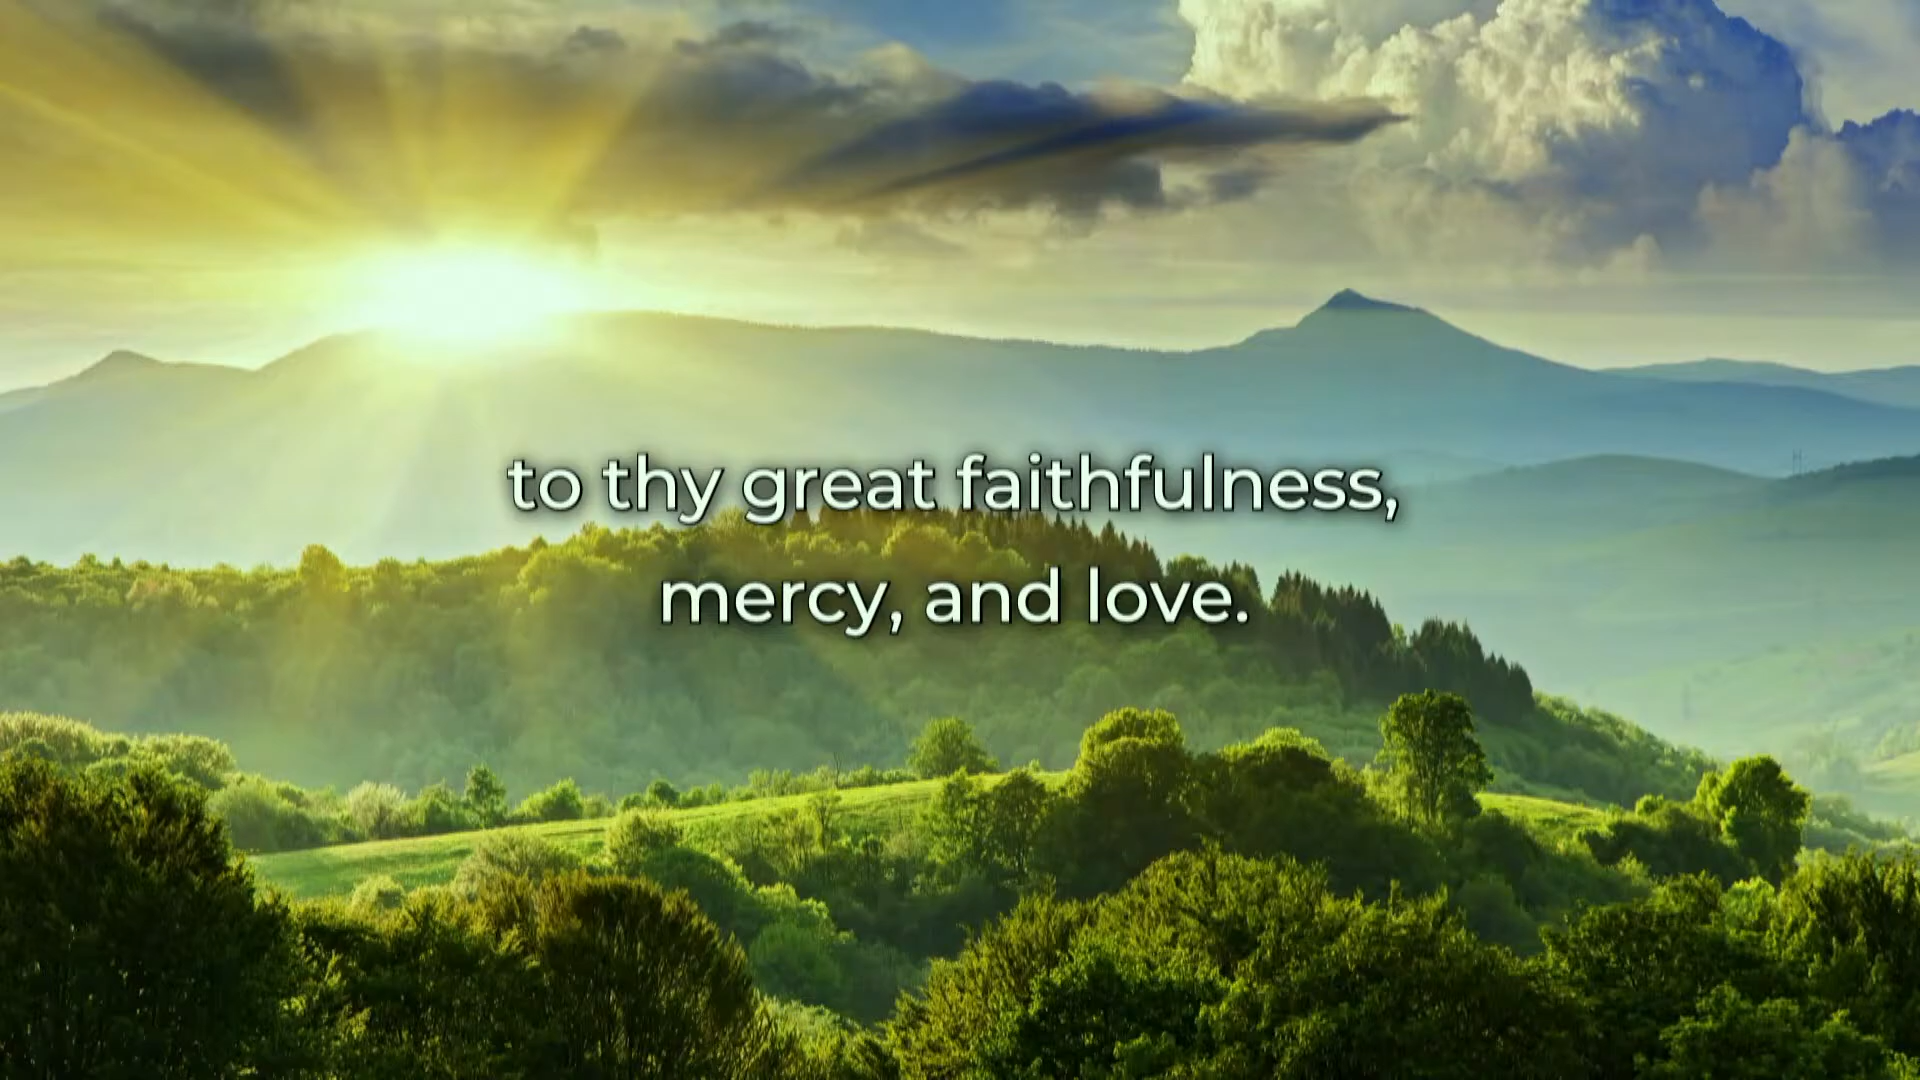 to thy great faithfulness,
mercy, and love.